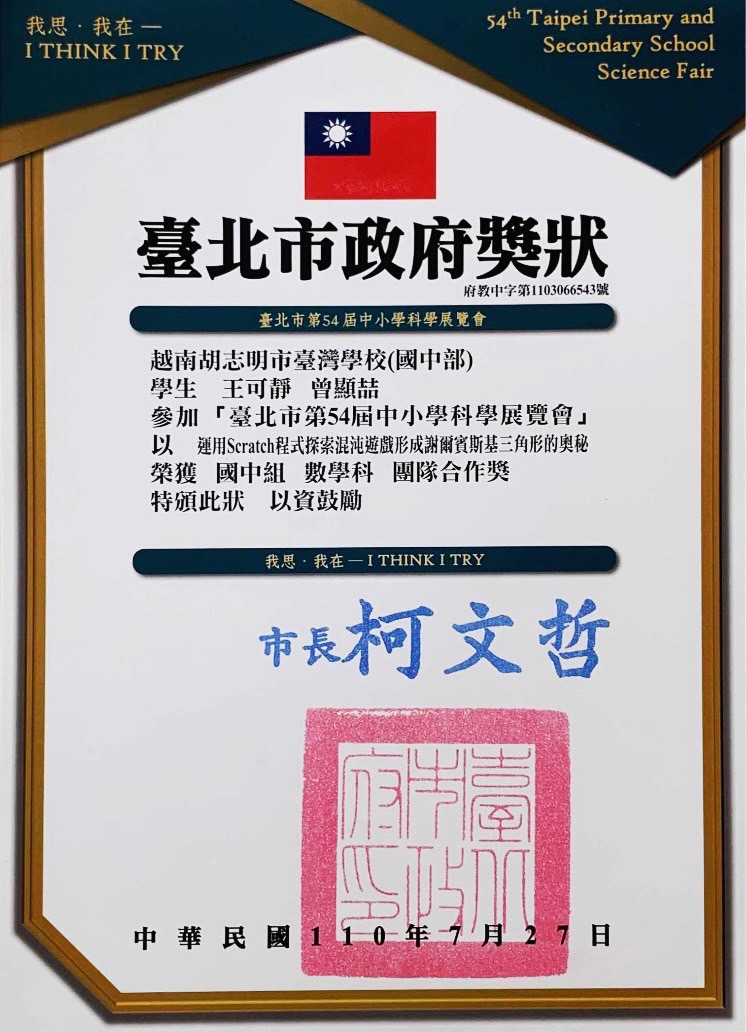 我思．我在 —
I THINK I TRY
54th Taipei Primary and
Secondary School
Science Fair
臺北市政府獎狀
府教中字第1103066543號
臺北市第54屆中小學科學展覽會
越南胡志明市臺灣學校(國中部)
學生 王可靜 曾顯喆
參加「臺北市第54屆中小學科學展覽會」
以 運用Scratch程式探索混沌遊戲形成謝爾賓斯基三角形的奧秘
榮獲 國中組 數學科 團隊合作獎
特頒此狀 以資鼓勵
我思．我在 — I THINK I TRY
市長 柯文哲
臺北市政府印
中華民國110年7月27日